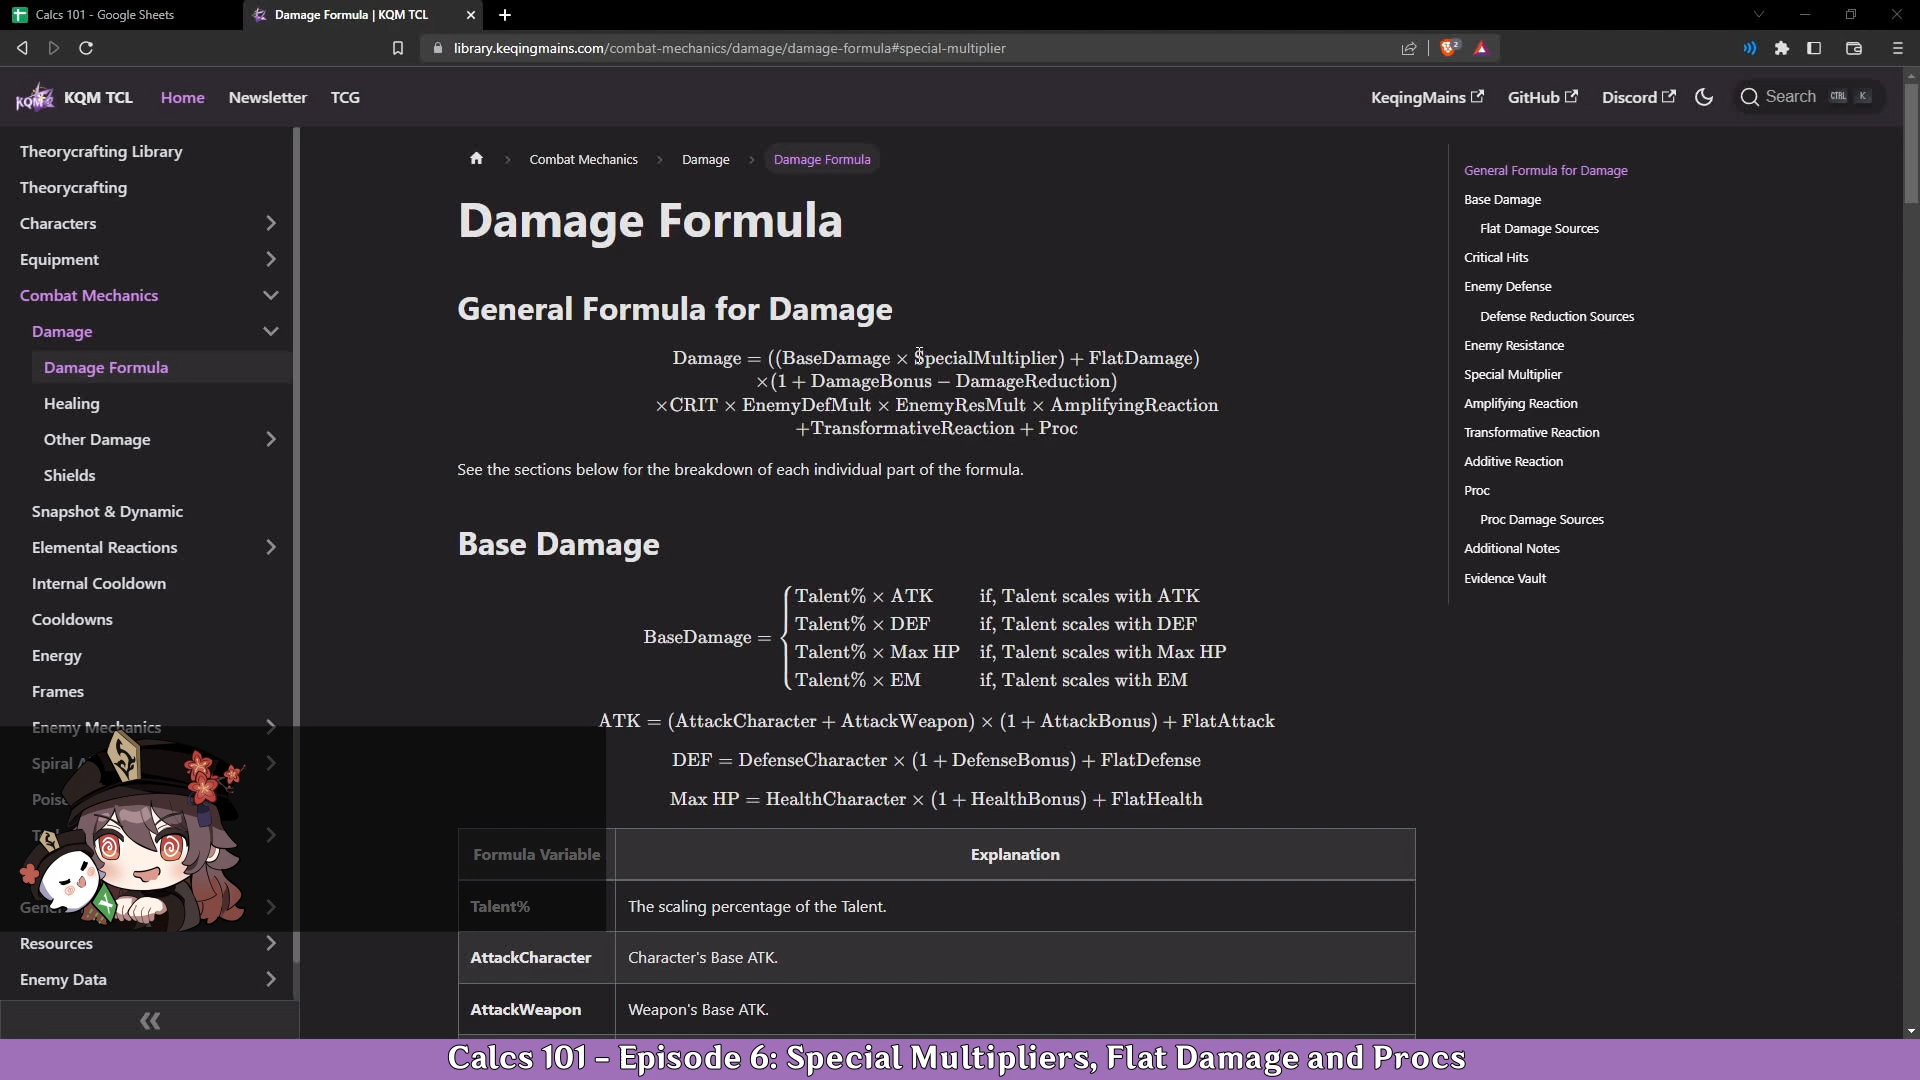 Calcs 101 - Google Sheets
Damage Formula | KQM TCL
library.keqingmains.com/combat-mechanics/damage/damage-formula#special-multiplier
2
KQM TCL
Home
Newsletter
TCG
KeqingMains
GitHub
Discord
Search
CTRL
K
Theorycrafting Library
Theorycrafting
Characters
Equipment
Combat Mechanics
Damage
Damage Formula
Healing
Other Damage
Shields
Snapshot & Dynamic
Elemental Reactions
Internal Cooldown
Cooldowns
Energy
Frames
Enemy Mechanics
Spiral
Resources
Enemy Data
Combat Mechanics
Damage
Damage Formula
Damage Formula
General Formula for Damage
Damage = ((BaseDamage × SpecialMultiplier) + FlatDamage)
×(1 + DamageBonus − DamageReduction)
×CRIT × EnemyDefMult × EnemyResMult × AmplifyingReaction
+TransformativeReaction + Proc
See the sections below for the breakdown of each individual part of the formula.
Base Damage
BaseDamage =
Talent% × ATK if, Talent scales with ATK
Talent% × DEF if, Talent scales with DEF
Talent% × Max HP if, Talent scales with Max HP
Talent% × EM if, Talent scales with EM
ATK = (AttackCharacter + AttackWeapon) × (1 + AttackBonus) + FlatAttack
DEF = DefenseCharacter × (1 + DefenseBonus) + FlatDefense
Max HP = HealthCharacter × (1 + HealthBonus) + FlatHealth
Formula Variable Explanation
Talent% The scaling percentage of the Talent.
AttackCharacter Character's Base ATK.
AttackWeapon Weapon's Base ATK.
General Formula for Damage
Base Damage
Flat Damage Sources
Critical Hits
Enemy Defense
Defense Reduction Sources
Enemy Resistance
Special Multiplier
Amplifying Reaction
Transformative Reaction
Additive Reaction
Proc
Proc Damage Sources
Additional Notes
Evidence Vault
Calcs 101 - Episode 6: Special Multipliers, Flat Damage and Procs